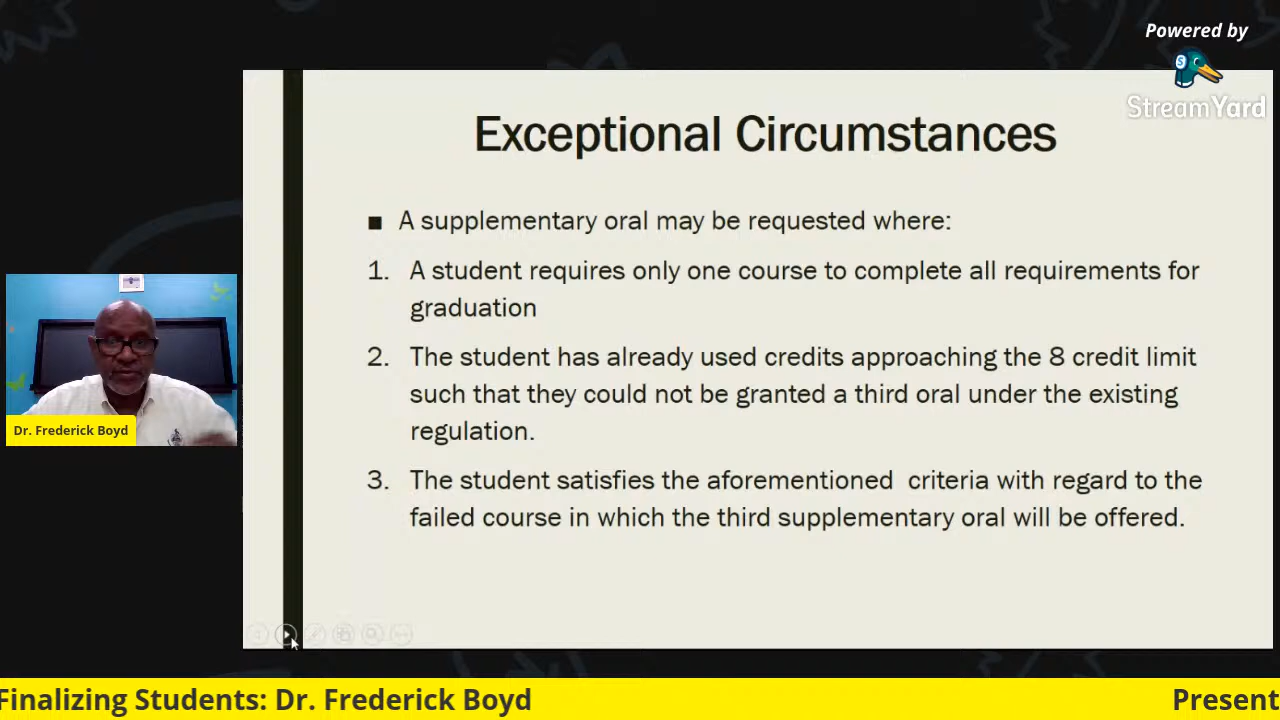 Powered by
StreamYard
Exceptional Circumstances
■ A supplementary oral may be requested where:
1. A student requires only one course to complete all requirements for
graduation
2. The student has already used credits approaching the 8 credit limit
such that they could not be granted a third oral under the existing
regulation.
3. The student satisfies the aforementioned criteria with regard to the
failed course in which the third supplementary oral will be offered.
Dr. Frederick Boyd
Finalizing Students: Dr. Frederick Boyd
Present